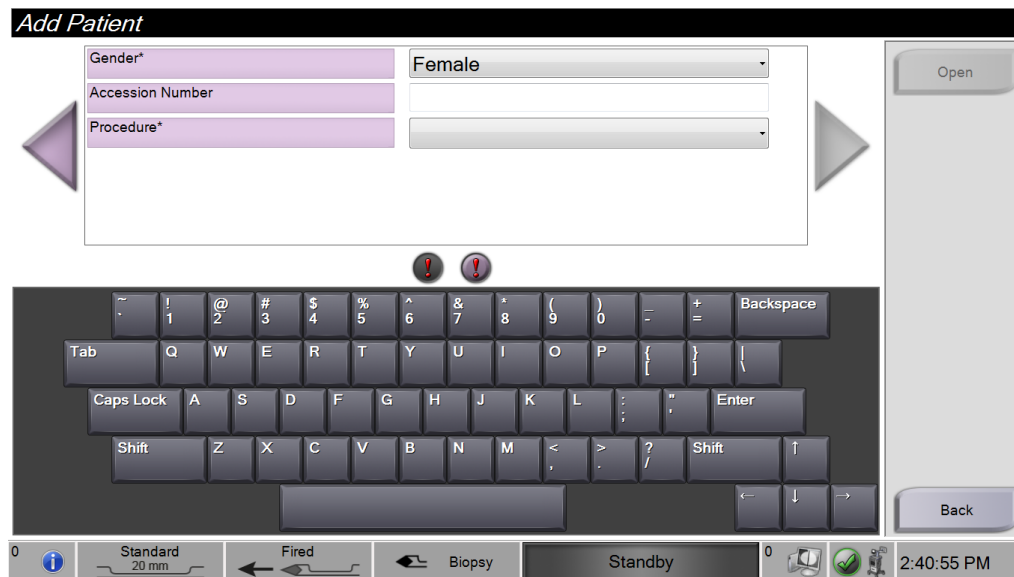 Add Patient
Gender*
Female
Open
Accession Number
Procedure*
~ ! @ # $ % ^ & * ( ) _ + Backspace
` 1 2 3 4 5 6 7 8 9 0 - =
Tab Q W E R T Y U I O P { } |
[ ] \
Caps Lock A S D F G H J K L : " Enter
; '
Shift Z X C V B N M < > ? Shift ↑
, . /
← ↓ →
Back
0 Standard Fired Biopsy Standby 0 2:40:55 PM
20 mm